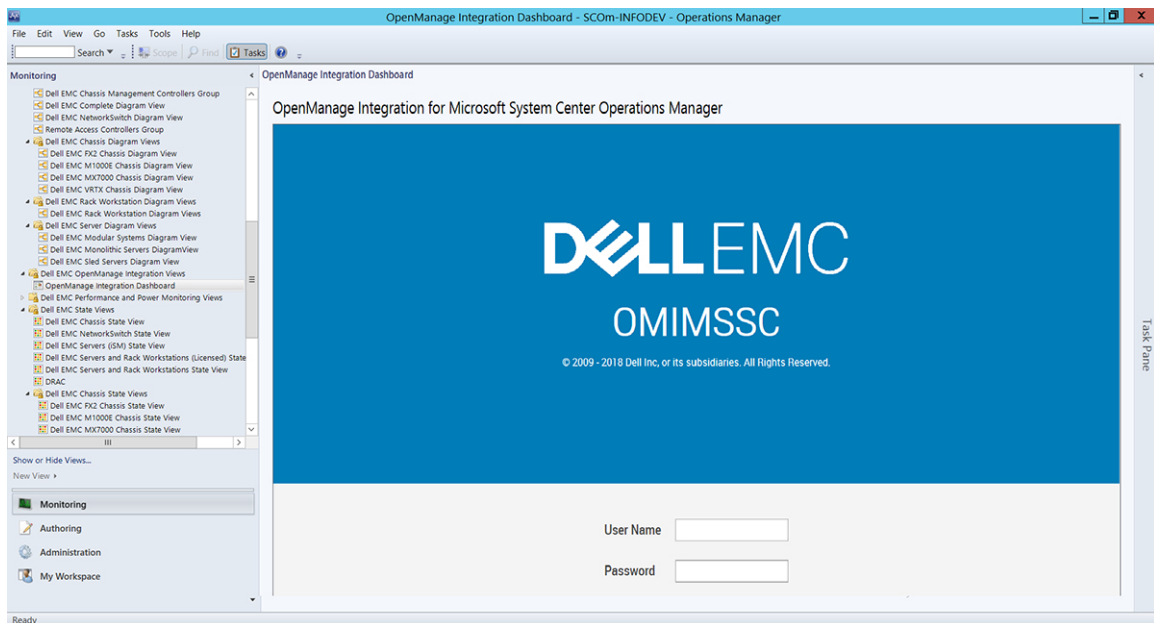 OpenManage Integration Dashboard - SCOm-INFODEV - Operations Manager
File Edit View Go Tasks Tools Help
Search Scope Find Tasks
Monitoring
Dell EMC Chassis Management Controllers Group
Dell EMC Complete Diagram View
Dell EMC NetworkSwitch Diagram View
Remote Access Controllers Group
Dell EMC Chassis Diagram Views
Dell EMC FX2 Chassis Diagram View
Dell EMC M1000E Chassis Diagram View
Dell EMC MX7000 Chassis Diagram View
Dell EMC VRTX Chassis Diagram View
Dell EMC Rack Workstation Diagram Views
Dell EMC Rack Workstation Diagram Views
Dell EMC Server Diagram Views
Dell EMC Modular Systems Diagram View
Dell EMC Monolithic Servers DiagramView
Dell EMC Sled Servers Diagram View
Dell EMC OpenManage Integration Views
OpenManage Integration Dashboard
Dell EMC Performance and Power Monitoring Views
Dell EMC State Views
Dell EMC Chassis State View
Dell EMC NetworkSwitch State View
Dell EMC Servers (iSM) State View
Dell EMC Servers and Rack Workstations (Licensed) State
Dell EMC Servers and Rack Workstations State View
DRAC
Dell EMC Chassis State Views
Dell EMC FX2 Chassis State View
Dell EMC M1000E Chassis State View
Dell EMC MX7000 Chassis State View
Show or Hide Views...
New View
Monitoring
Authoring
Administration
My Workspace
Ready
OpenManage Integration Dashboard
OpenManage Integration for Microsoft System Center Operations Manager
DELL EMC
OMIMSSC
© 2009 - 2018 Dell Inc, or its subsidiaries. All Rights Reserved.
User Name
Password
Task Pane